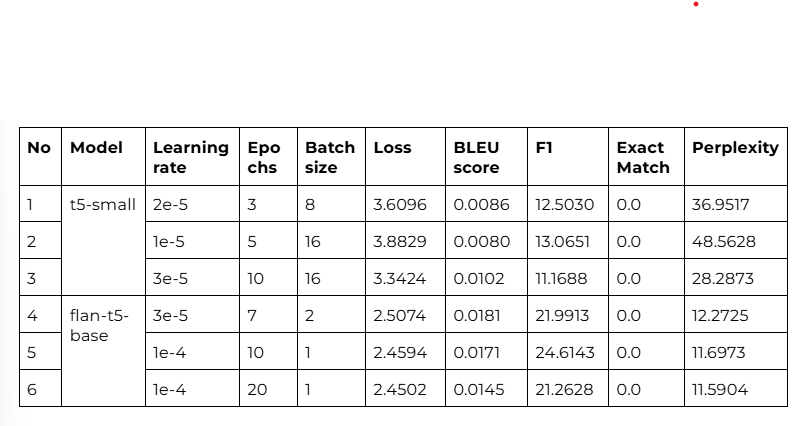 No Model Learning rate Epo chs Batch size Loss BLEU score F1 Exact Match Perplexity
1 t5-small 2e-5 3 8 3.6096 0.0086 12.5030 0.0 36.9517
2 1e-5 5 16 3.8829 0.0080 13.0651 0.0 48.5628
3 3e-5 10 16 3.3424 0.0102 11.1688 0.0 28.2873
4 flan-t5-base 3e-5 7 2 2.5074 0.0181 21.9913 0.0 12.2725
5 1e-4 10 1 2.4594 0.0171 24.6143 0.0 11.6973
6 1e-4 20 1 2.4502 0.0145 21.2628 0.0 11.5904